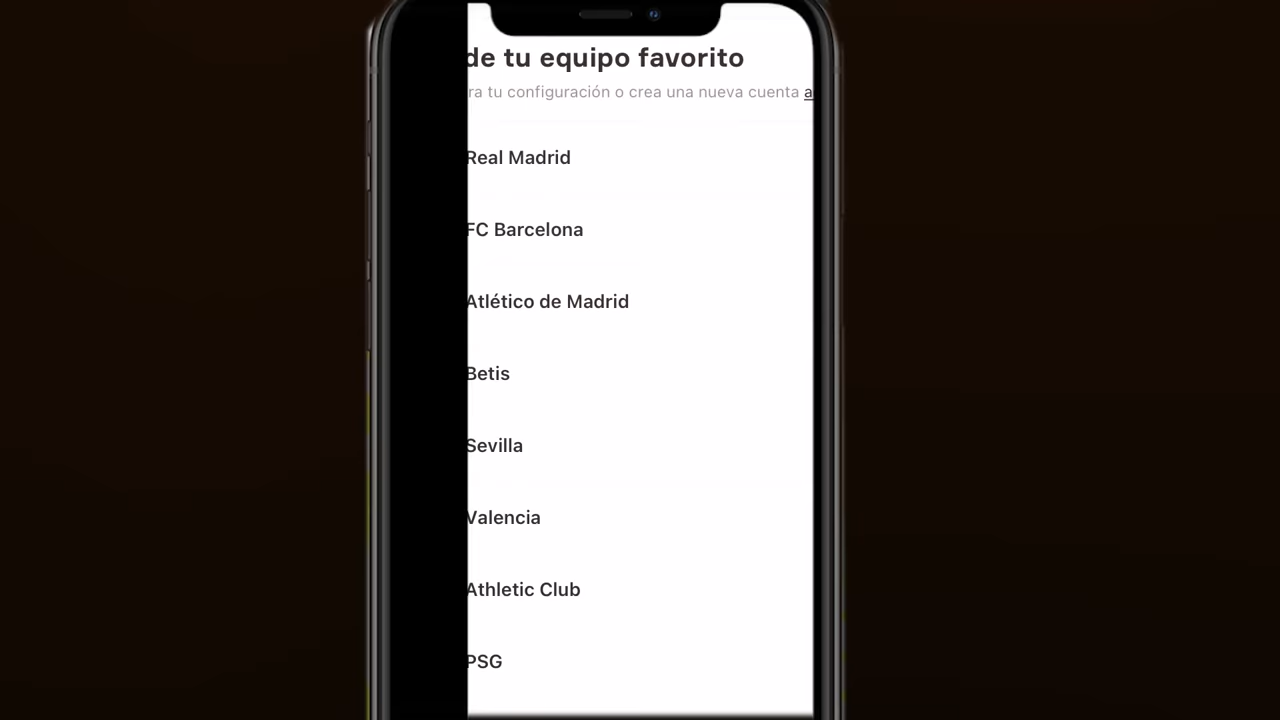 de tu equipo favorito
ra tu configuración o crea una nueva cuenta
Real Madrid
FC Barcelona
Atlético de Madrid
Betis
Sevilla
Valencia
Athletic Club
PSG